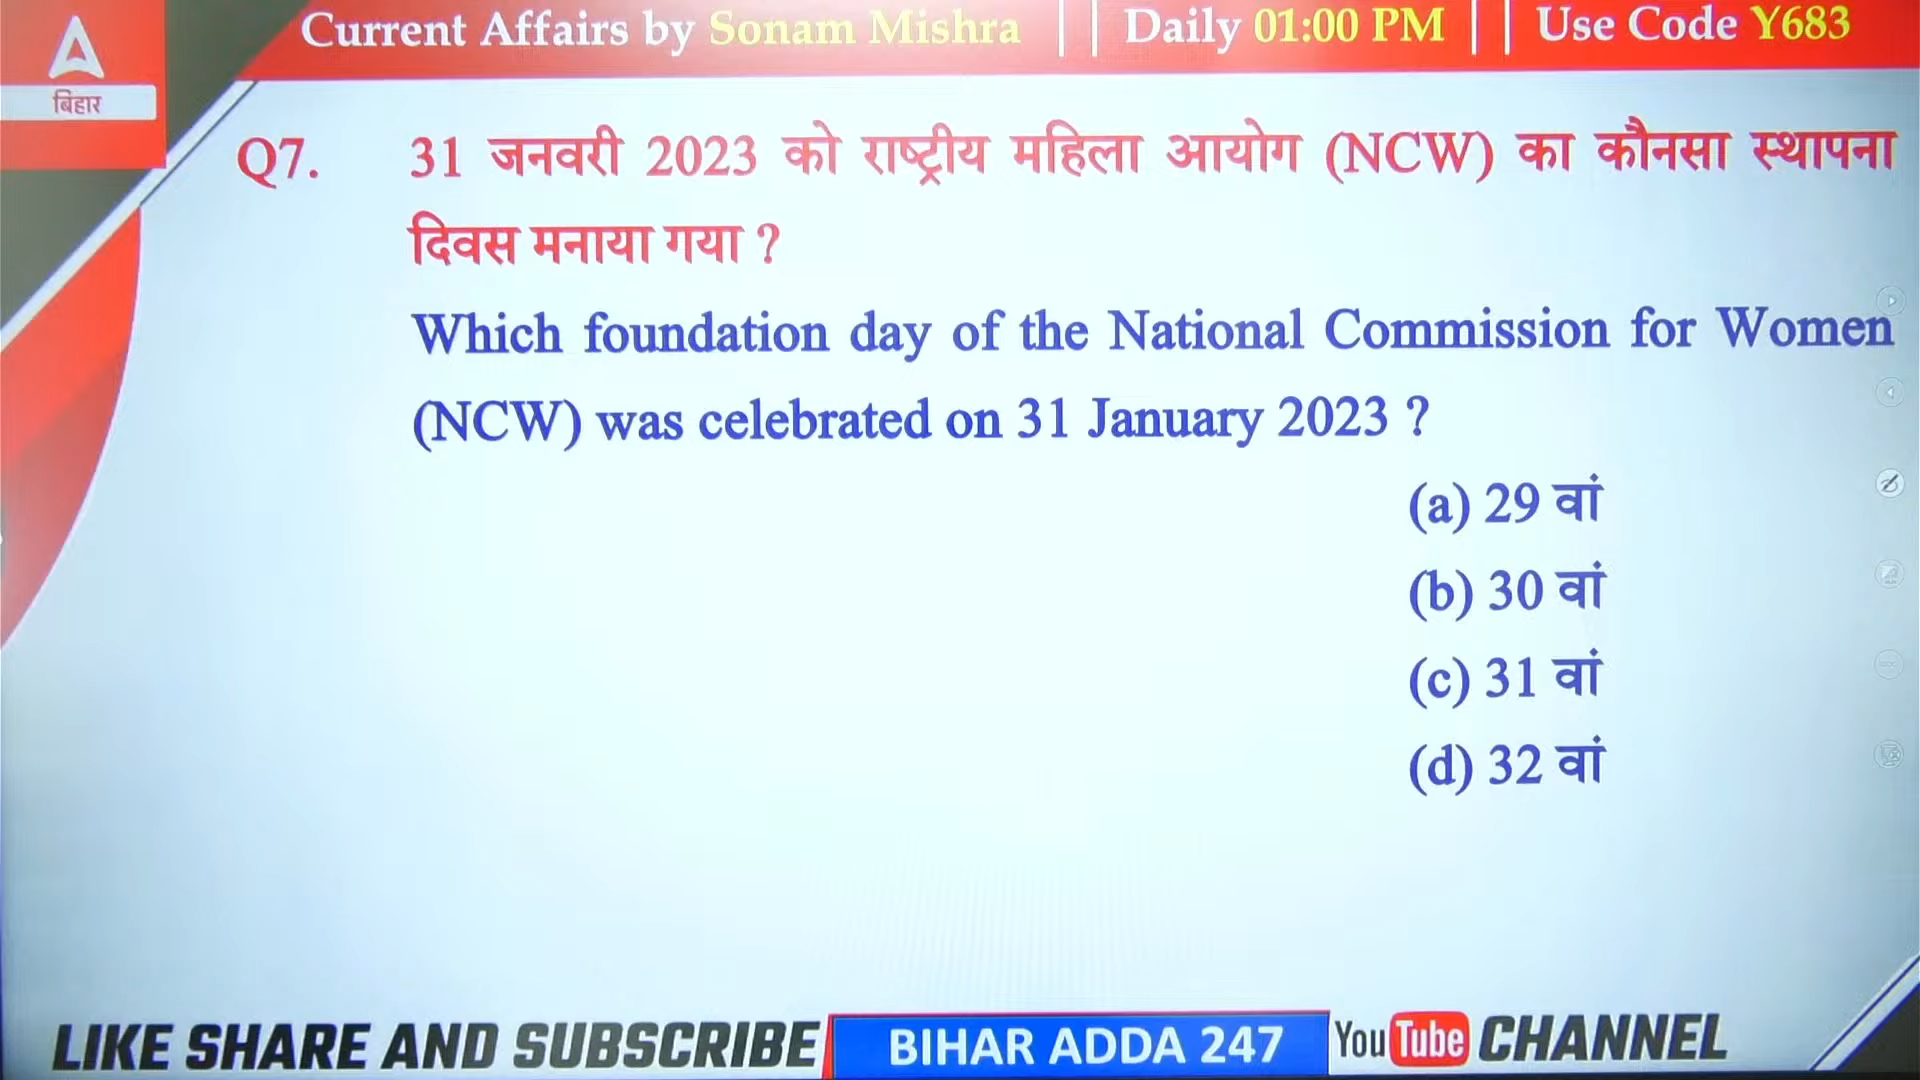 Current Affairs by Sonam Mishra || Daily 01:00 PM || Use Code Y683
बिहार
Q7. 31 जनवरी 2023 को राष्ट्रीय महिला आयोग (NCW) का कौनसा स्थापना
दिवस मनाया गया ?
Which foundation day of the National Commission for Women
(NCW) was celebrated on 31 January 2023 ?
(a) 29 वां
(b) 30 वां
(c) 31 वां
(d) 32 वां
LIKE SHARE AND SUBSCRIBE BIHAR ADDA 247 YouTube CHANNEL